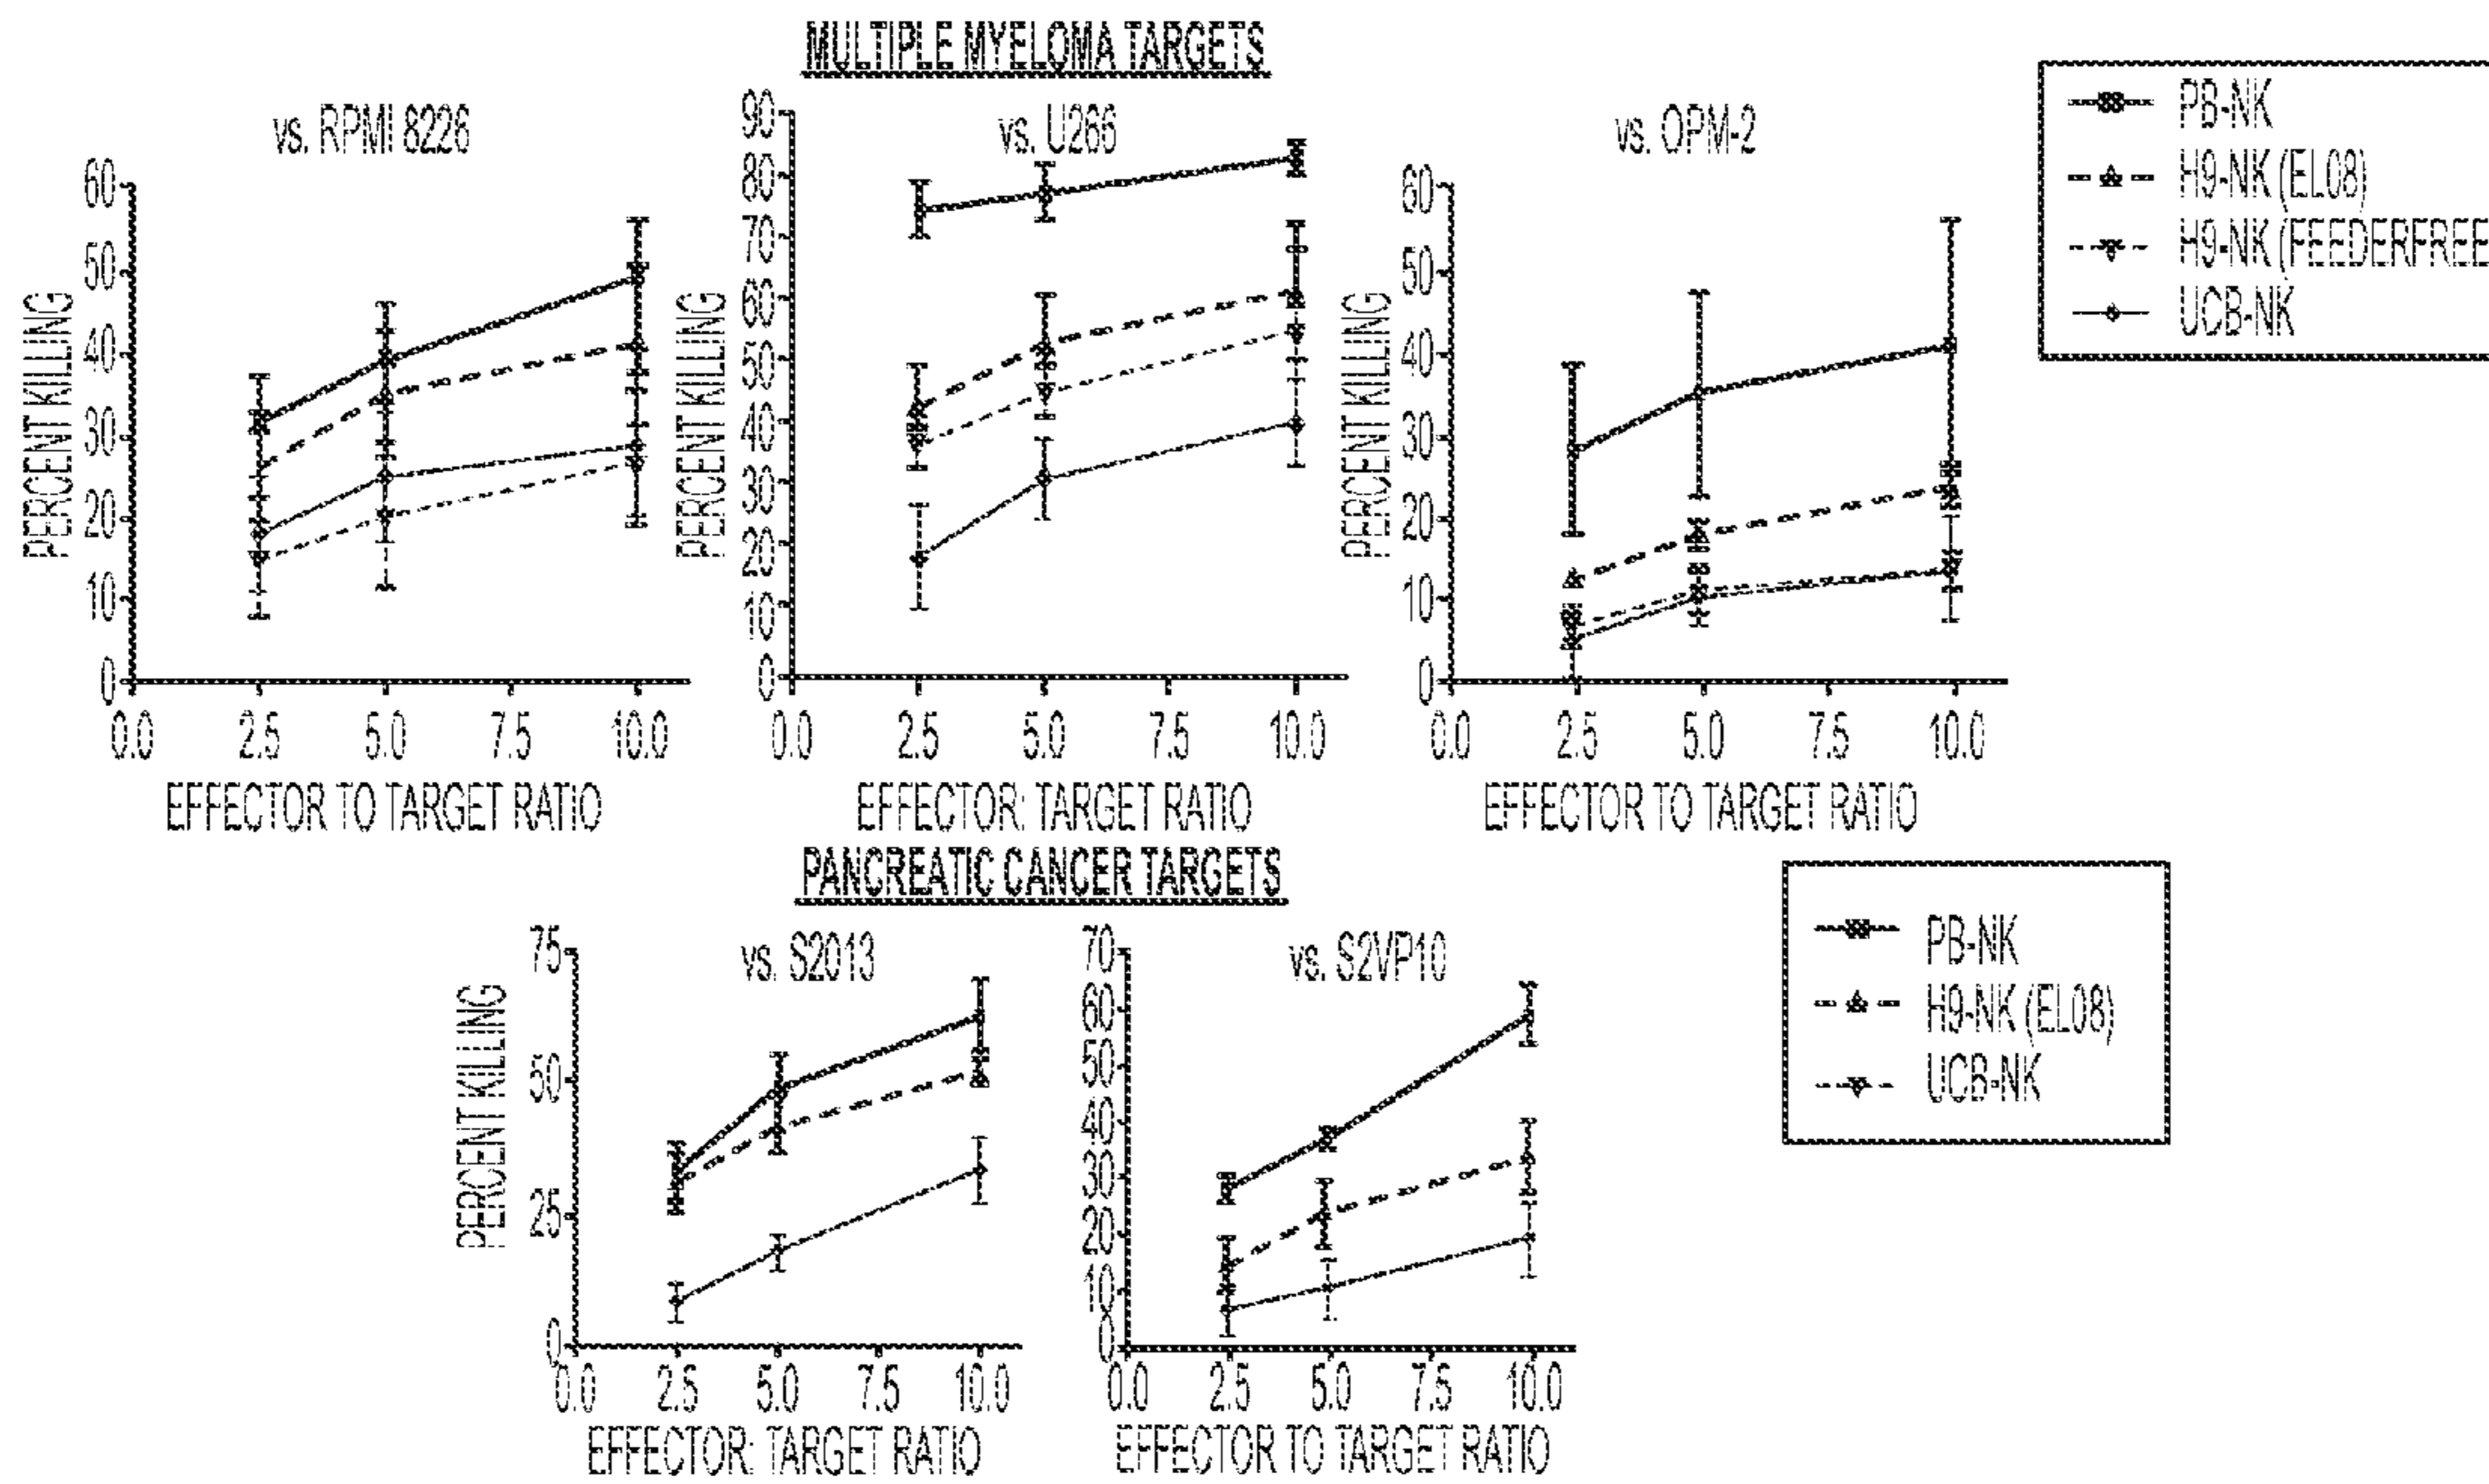 MULTIPLE MYELOMA TARGETS
vs. RPMI 8226
60
50
40
30
20
10
0
PERCENT KILLING
0.0 2.5 5.0 7.5 10.0
EFFECTOR TO TARGET RATIO
vs. U266
90
80
70
60
50
40
30
20
10
0
PERCENT KILLING
0.0 2.5 5.0 7.5 10.0
EFFECTOR: TARGET RATIO
vs. OPM-2
60
50
40
30
20
10
0
PERCENT KILLING
0.0 2.5 5.0 7.5 10.0
EFFECTOR TO TARGET RATIO
PB-NK
H9-NK (EL08)
H9-NK (FEEDERFREE
UCB-NK
PANCREATIC CANCER TARGETS
vs. S2013
75
50
25
0
PERCENT KILLING
0.0 2.5 5.0 7.5 10.0
EFFECTOR: TARGET RATIO
vs. S2VP10
70
60
50
40
30
20
10
0
0.0 2.5 5.0 7.5 10.0
EFFECTOR TO TARGET RATIO
PB-NK
H9-NK (EL08)
UCB-NK